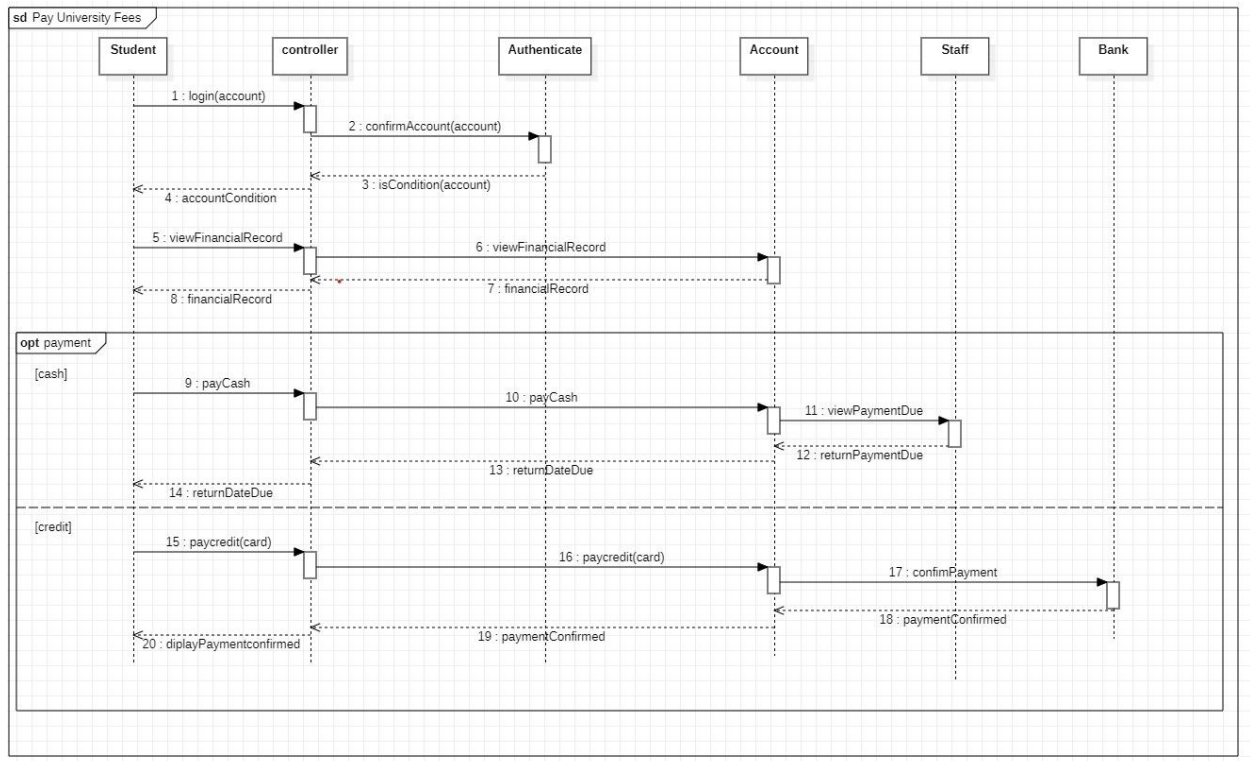 sd Pay University Fees
Student controller Authenticate Account Staff Bank
1 : login(account)
2 : confirmAccount(account)
3 : isCondition(account)
4 : accountCondition
5 : viewFinancialRecord
6 : viewFinancialRecord
7 : financialRecord
8 : financialRecord
opt payment
[cash]
9 : payCash
10 : payCash
11 : viewPaymentDue
12 : returnPaymentDue
13 : returnDateDue
14 : returnDateDue
[credit]
15 : paycredit(card)
16 : paycredit(card)
17 : confimPayment
18 : paymentConfirmed
19 : paymentConfirmed
20 : diplayPaymentconfirmed